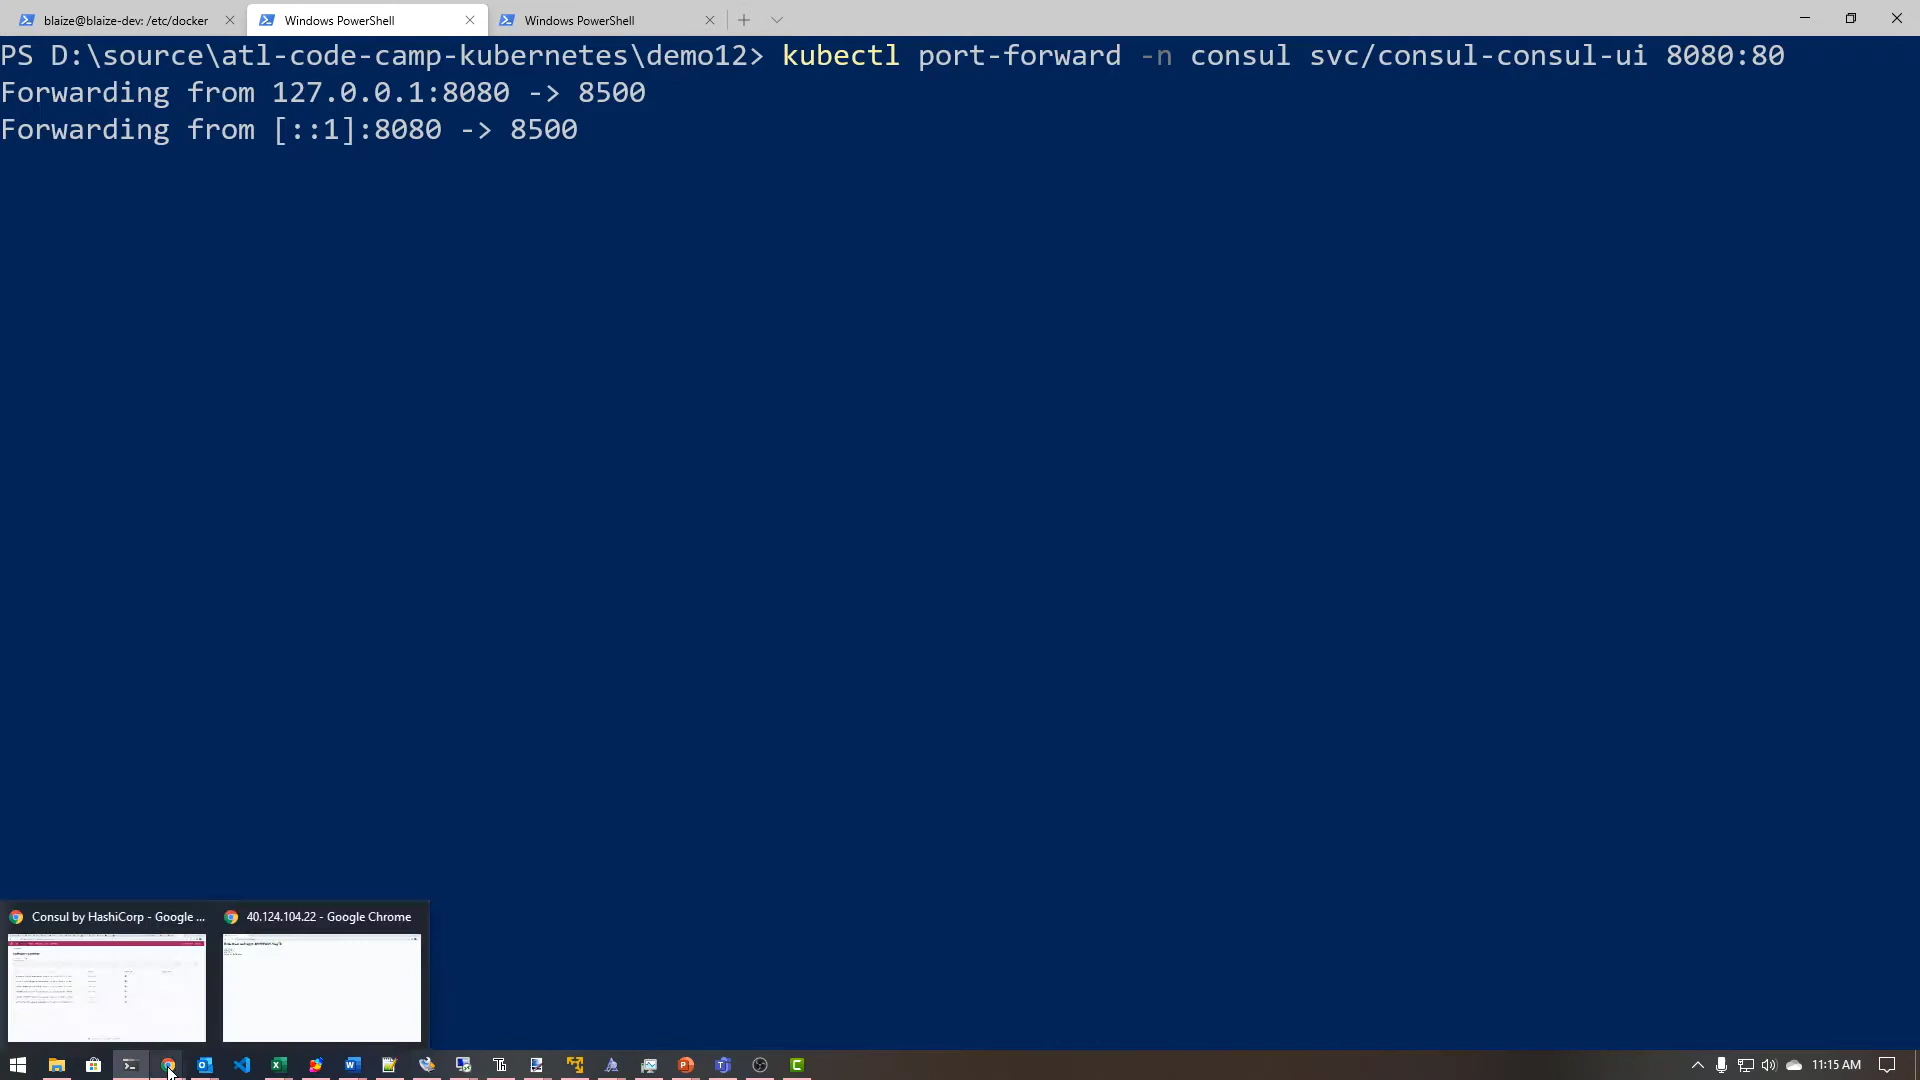 blaize@blaize-dev: /etc/docker
Windows PowerShell
Windows PowerShell
PS D:\source\atl-code-camp-kubernetes\demo12> kubectl port-forward -n consul svc/consul-consul-ui 8080:80
Forwarding from 127.0.0.1:8080 -> 8500
Forwarding from [::1]:8080 -> 8500
Consul by HashiCorp - Google ...
40.124.104.22 - Google Chrome
11:15 AM